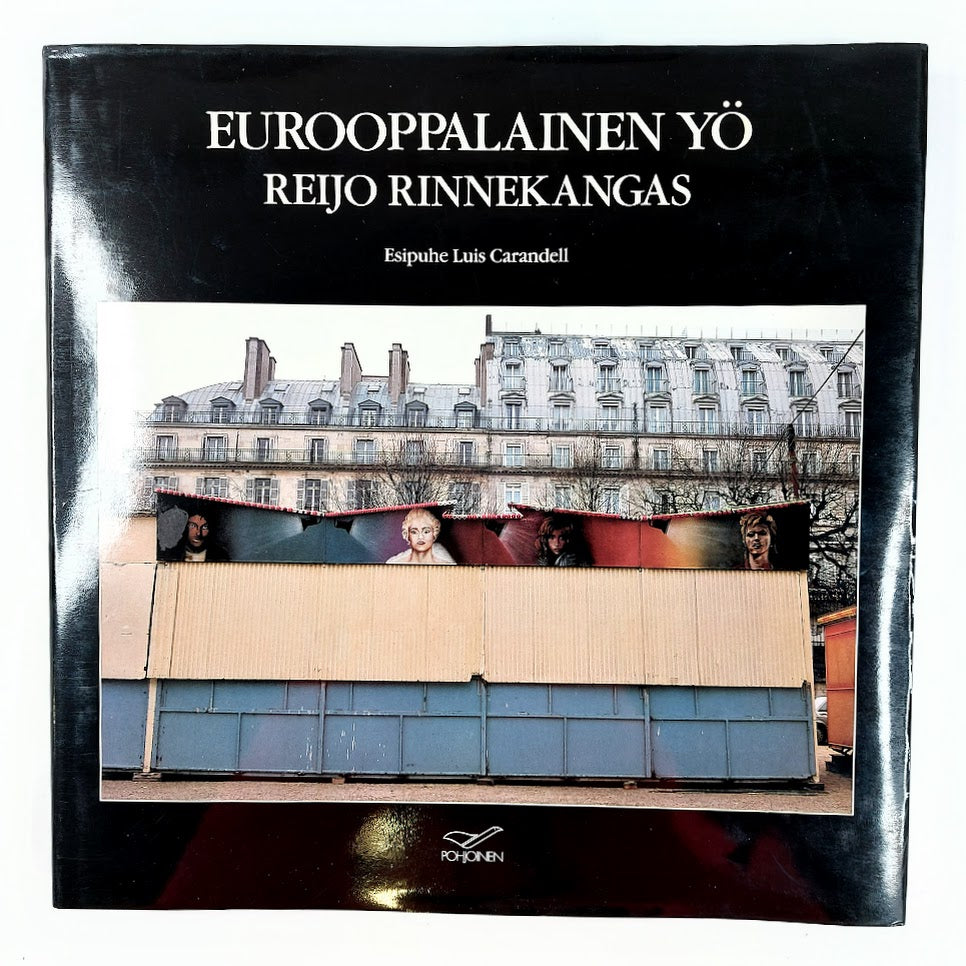 EUROOPPALAINEN YÖ
REIJO RINNEKANGAS
Esipuhe Luis Carandell
POHJOINEN